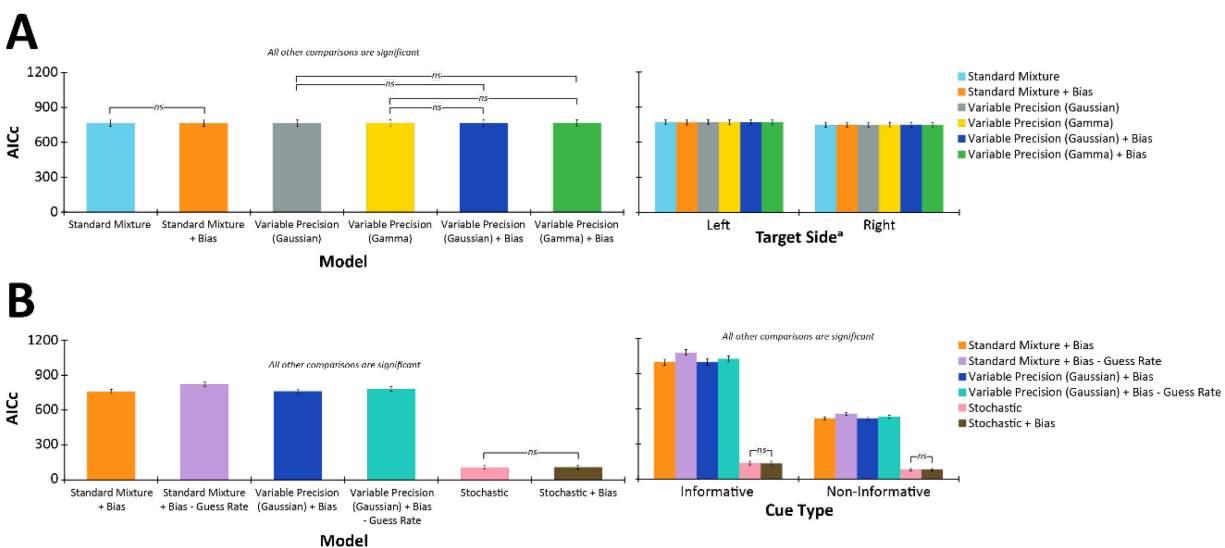 A
All other comparisons are significant
AICc
1200
900
600
300
0
ns
ns
ns
ns
ns
Standard Mixture
Standard Mixture
+ Bias
Variable Precision
(Gaussian)
Variable Precision
(Gamma)
Variable Precision
(Gaussian) + Bias
Variable Precision
(Gamma) + Bias
Model
Left
Right
Target Sideᵃ
Standard Mixture
Standard Mixture + Bias
Variable Precision (Gaussian)
Variable Precision (Gamma)
Variable Precision (Gaussian) + Bias
Variable Precision (Gamma) + Bias
B
All other comparisons are significant
AICc
1200
900
600
300
0
ns
Standard Mixture
+ Bias
Standard Mixture
+ Bias - Guess Rate
Variable Precision
(Gaussian) + Bias
Variable Precision
(Gaussian) + Bias
- Guess Rate
Stochastic
Stochastic + Bias
Model
All other comparisons are significant
ns
ns
Informative
Non-Informative
Cue Type
Standard Mixture + Bias
Standard Mixture + Bias - Guess Rate
Variable Precision (Gaussian) + Bias
Variable Precision (Gaussian) + Bias - Guess Rate
Stochastic
Stochastic + Bias